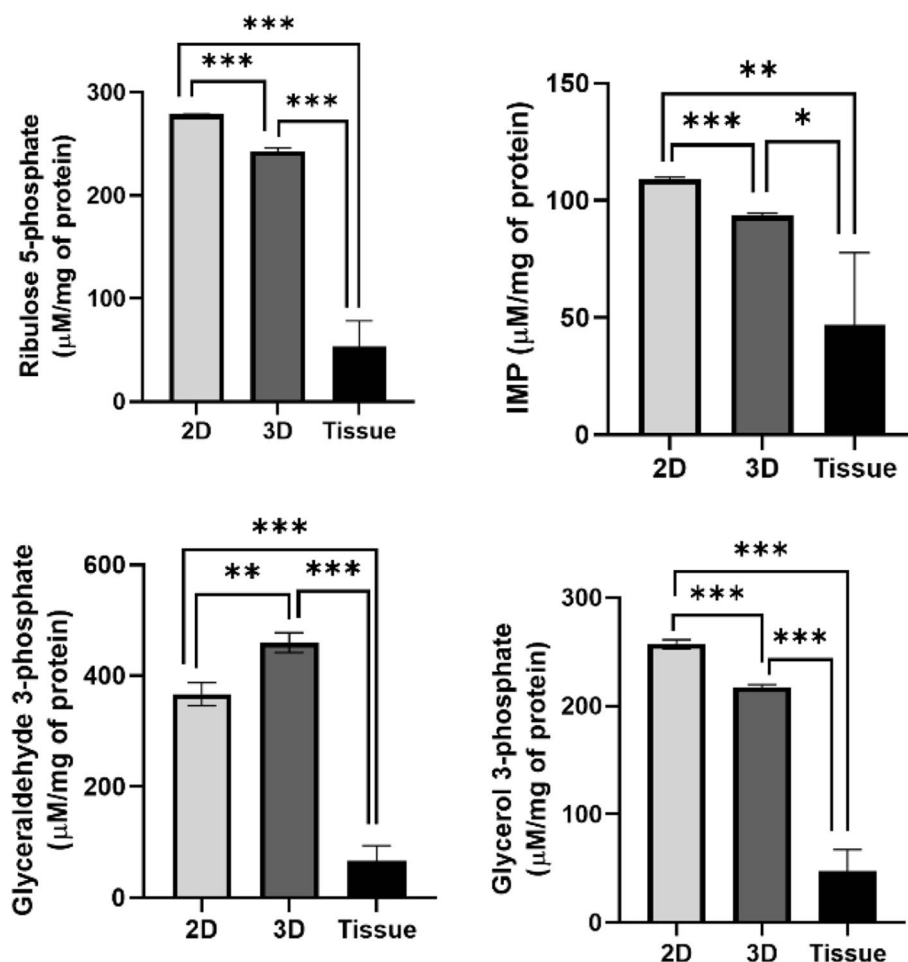 Ribulose 5-phosphate
(μM/mg of protein)
300
200
100
0
***
***
***
2D
3D
Tissue
IMP (μM/mg of protein)
150
100
50
0
**
***
*
2D
3D
Tissue
Glyceraldehyde 3-phosphate
(μM/mg of protein)
600
400
200
0
***
**
***
2D
3D
Tissue
Glycerol 3-phosphate
(μM/mg of protein)
300
200
100
0
***
***
***
2D
3D
Tissue